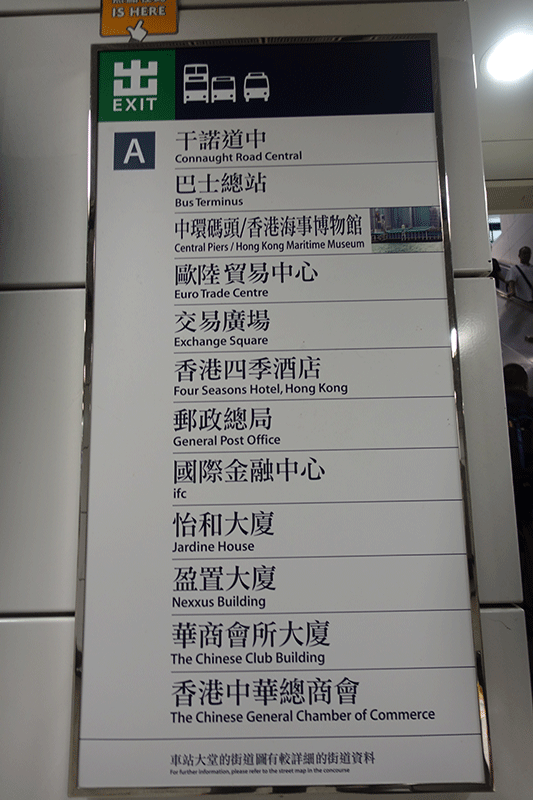 IS HERE
出
EXIT
A
干諾道中
Connaught Road Central
巴士總站
Bus Terminus
中環碼頭/香港海事博物館
Central Piers / Hong Kong Maritime Museum
歐陸貿易中心
Euro Trade Centre
交易廣場
Exchange Square
香港四季酒店
Four Seasons Hotel, Hong Kong
郵政總局
General Post Office
國際金融中心
ifc
怡和大廈
Jardine House
盈置大廈
Nexxus Building
華商會所大廈
The Chinese Club Building
香港中華總商會
The Chinese General Chamber of Commerce
車站大堂的街道圖有較詳細的街道資料
For further information, please refer to the street map in the concourse